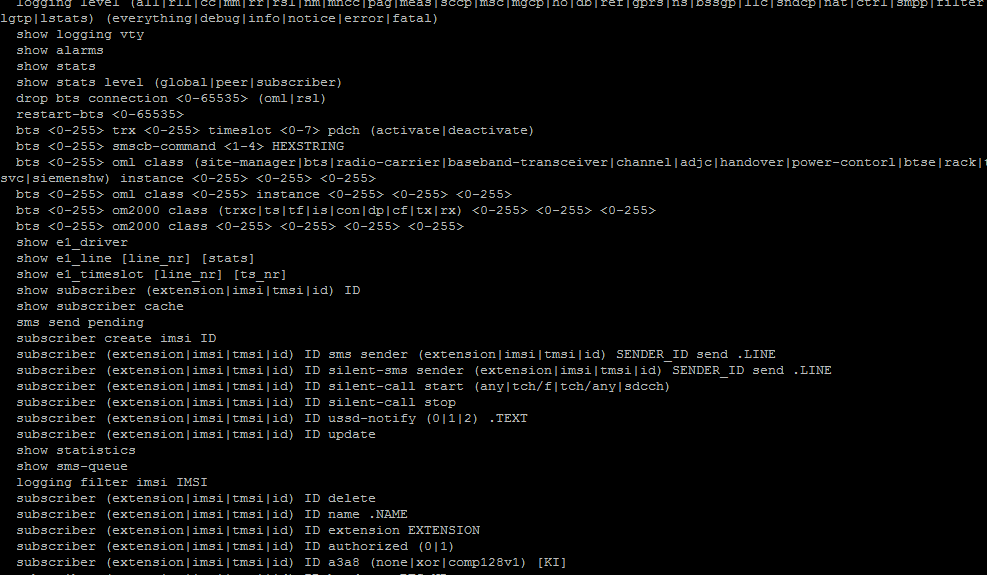 logging level (all|rll|cc|mm|rr|rsl|nm|mncc|pag|meas|sccp|msc|mgcp|ho|db|ref|gprs|ns|bssgp|llc|sndcp|nat|ctrl|smpp|filter
lgtp|lstats) (everything|debug|info|notice|error|fatal)
show logging vty
show alarms
show stats
show stats level (global|peer|subscriber)
drop bts connection <0-65535> (oml|rsl)
restart-bts <0-65535>
bts <0-255> trx <0-255> timeslot <0-7> pdch (activate|deactivate)
bts <0-255> smscb-command <1-4> HEXSTRING
bts <0-255> oml class (site-manager|bts|radio-carrier|baseband-transceiver|channel|adjc|handover|power-contorl|btse|rack|t
svc|siemenshw) instance <0-255> <0-255> <0-255>
bts <0-255> oml class <0-255> instance <0-255> <0-255> <0-255>
bts <0-255> om2000 class (trxc|ts|tf|is|con|dp|cf|tx|rx) <0-255> <0-255> <0-255>
bts <0-255> om2000 class <0-255> <0-255> <0-255> <0-255>
show e1_driver
show e1_line [line_nr] [stats]
show e1_timeslot [line_nr] [ts_nr]
show subscriber (extension|imsi|tmsi|id) ID
show subscriber cache
sms send pending
subscriber create imsi ID
subscriber (extension|imsi|tmsi|id) ID sms sender (extension|imsi|tmsi|id) SENDER_ID send .LINE
subscriber (extension|imsi|tmsi|id) ID silent-sms sender (extension|imsi|tmsi|id) SENDER_ID send .LINE
subscriber (extension|imsi|tmsi|id) ID silent-call start (any|tch/f|tch/any|sdcch)
subscriber (extension|imsi|tmsi|id) ID silent-call stop
subscriber (extension|imsi|tmsi|id) ID ussd-notify (0|1|2) .TEXT
subscriber (extension|imsi|tmsi|id) ID update
show statistics
show sms-queue
logging filter imsi IMSI
subscriber (extension|imsi|tmsi|id) ID delete
subscriber (extension|imsi|tmsi|id) ID name .NAME
subscriber (extension|imsi|tmsi|id) ID extension EXTENSION
subscriber (extension|imsi|tmsi|id) ID authorized (0|1)
subscriber (extension|imsi|tmsi|id) ID a3a8 (none|xor|comp128v1) [KI]